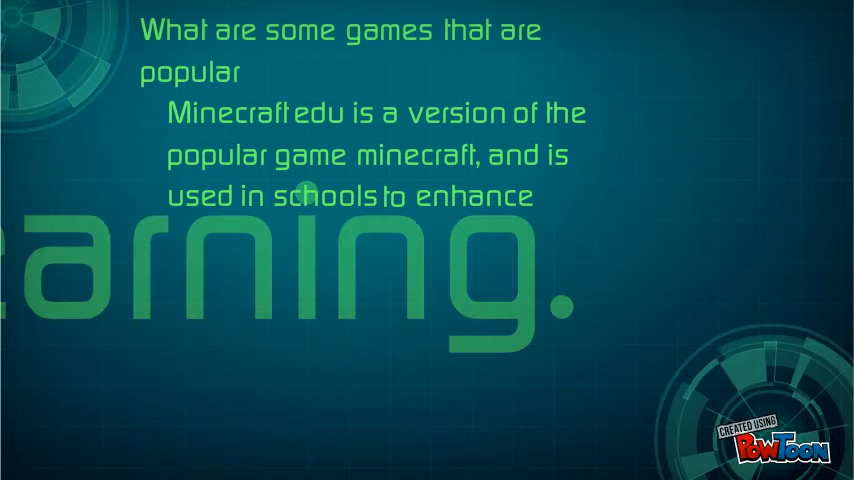 What are some games that are
popular
Minecraft edu is a version of the
popular game minecraft, and is
used in schools to enhance
earning.
CREATED USING
POWTOON